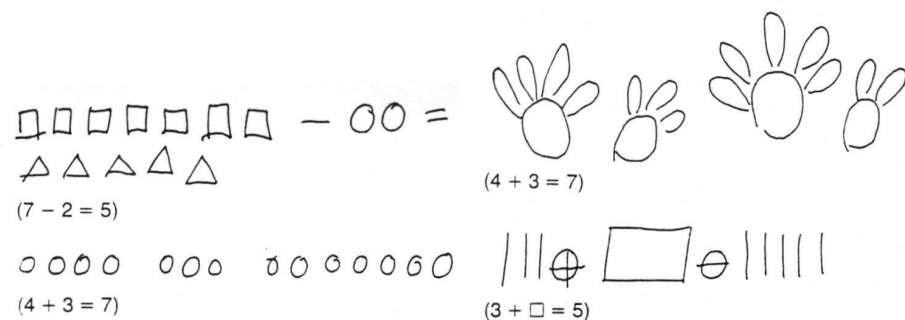 (7 − 2 = 5)
(4 + 3 = 7)
(4 + 3 = 7)
(3 + □ = 5)